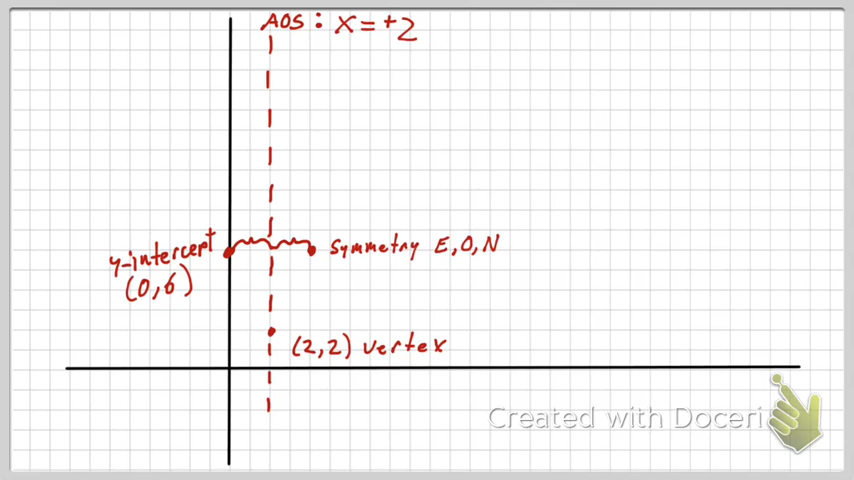 AOS: X = +2
y-intercept
(0,6)
symmetry E, O, N
(2,2) vertex
Created with Doceri